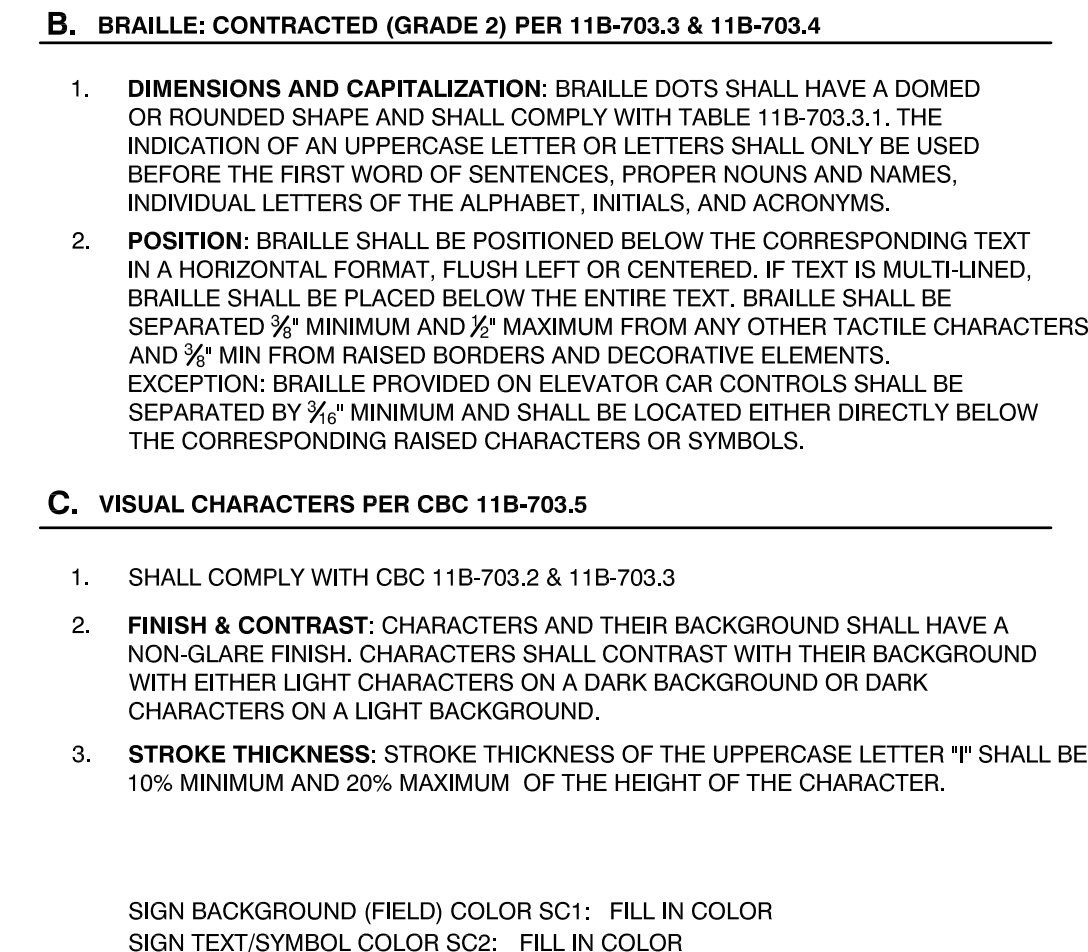 B. BRAILLE: CONTRACTED (GRADE 2) PER 11B-703.3 & 11B-703.4
1. DIMENSIONS AND CAPITALIZATION: BRAILLE DOTS SHALL HAVE A DOMED
OR ROUNDED SHAPE AND SHALL COMPLY WITH TABLE 11B-703.3.1. THE
INDICATION OF AN UPPERCASE LETTER OR LETTERS SHALL ONLY BE USED
BEFORE THE FIRST WORD OF SENTENCES, PROPER NOUNS AND NAMES,
INDIVIDUAL LETTERS OF THE ALPHABET, INITIALS, AND ACRONYMS.
2. POSITION: BRAILLE SHALL BE POSITIONED BELOW THE CORRESPONDING TEXT
IN A HORIZONTAL FORMAT, FLUSH LEFT OR CENTERED. IF TEXT IS MULTI-LINED,
BRAILLE SHALL BE PLACED BELOW THE ENTIRE TEXT. BRAILLE SHALL BE
SEPARATED ⅜" MINIMUM AND ½" MAXIMUM FROM ANY OTHER TACTILE CHARACTERS
AND ⅜" MIN FROM RAISED BORDERS AND DECORATIVE ELEMENTS.
EXCEPTION: BRAILLE PROVIDED ON ELEVATOR CAR CONTROLS SHALL BE
SEPARATED BY 3⁄16" MINIMUM AND SHALL BE LOCATED EITHER DIRECTLY BELOW
THE CORRESPONDING RAISED CHARACTERS OR SYMBOLS.
C. VISUAL CHARACTERS PER CBC 11B-703.5
1. SHALL COMPLY WITH CBC 11B-703.2 & 11B-703.3
2. FINISH & CONTRAST: CHARACTERS AND THEIR BACKGROUND SHALL HAVE A
NON-GLARE FINISH. CHARACTERS SHALL CONTRAST WITH THEIR BACKGROUND
WITH EITHER LIGHT CHARACTERS ON A DARK BACKGROUND OR DARK
CHARACTERS ON A LIGHT BACKGROUND.
3. STROKE THICKNESS: STROKE THICKNESS OF THE UPPERCASE LETTER "I" SHALL BE
10% MINIMUM AND 20% MAXIMUM OF THE HEIGHT OF THE CHARACTER.
SIGN BACKGROUND (FIELD) COLOR SC1: FILL IN COLOR
SIGN TEXT/SYMBOL COLOR SC2: FILL IN COLOR